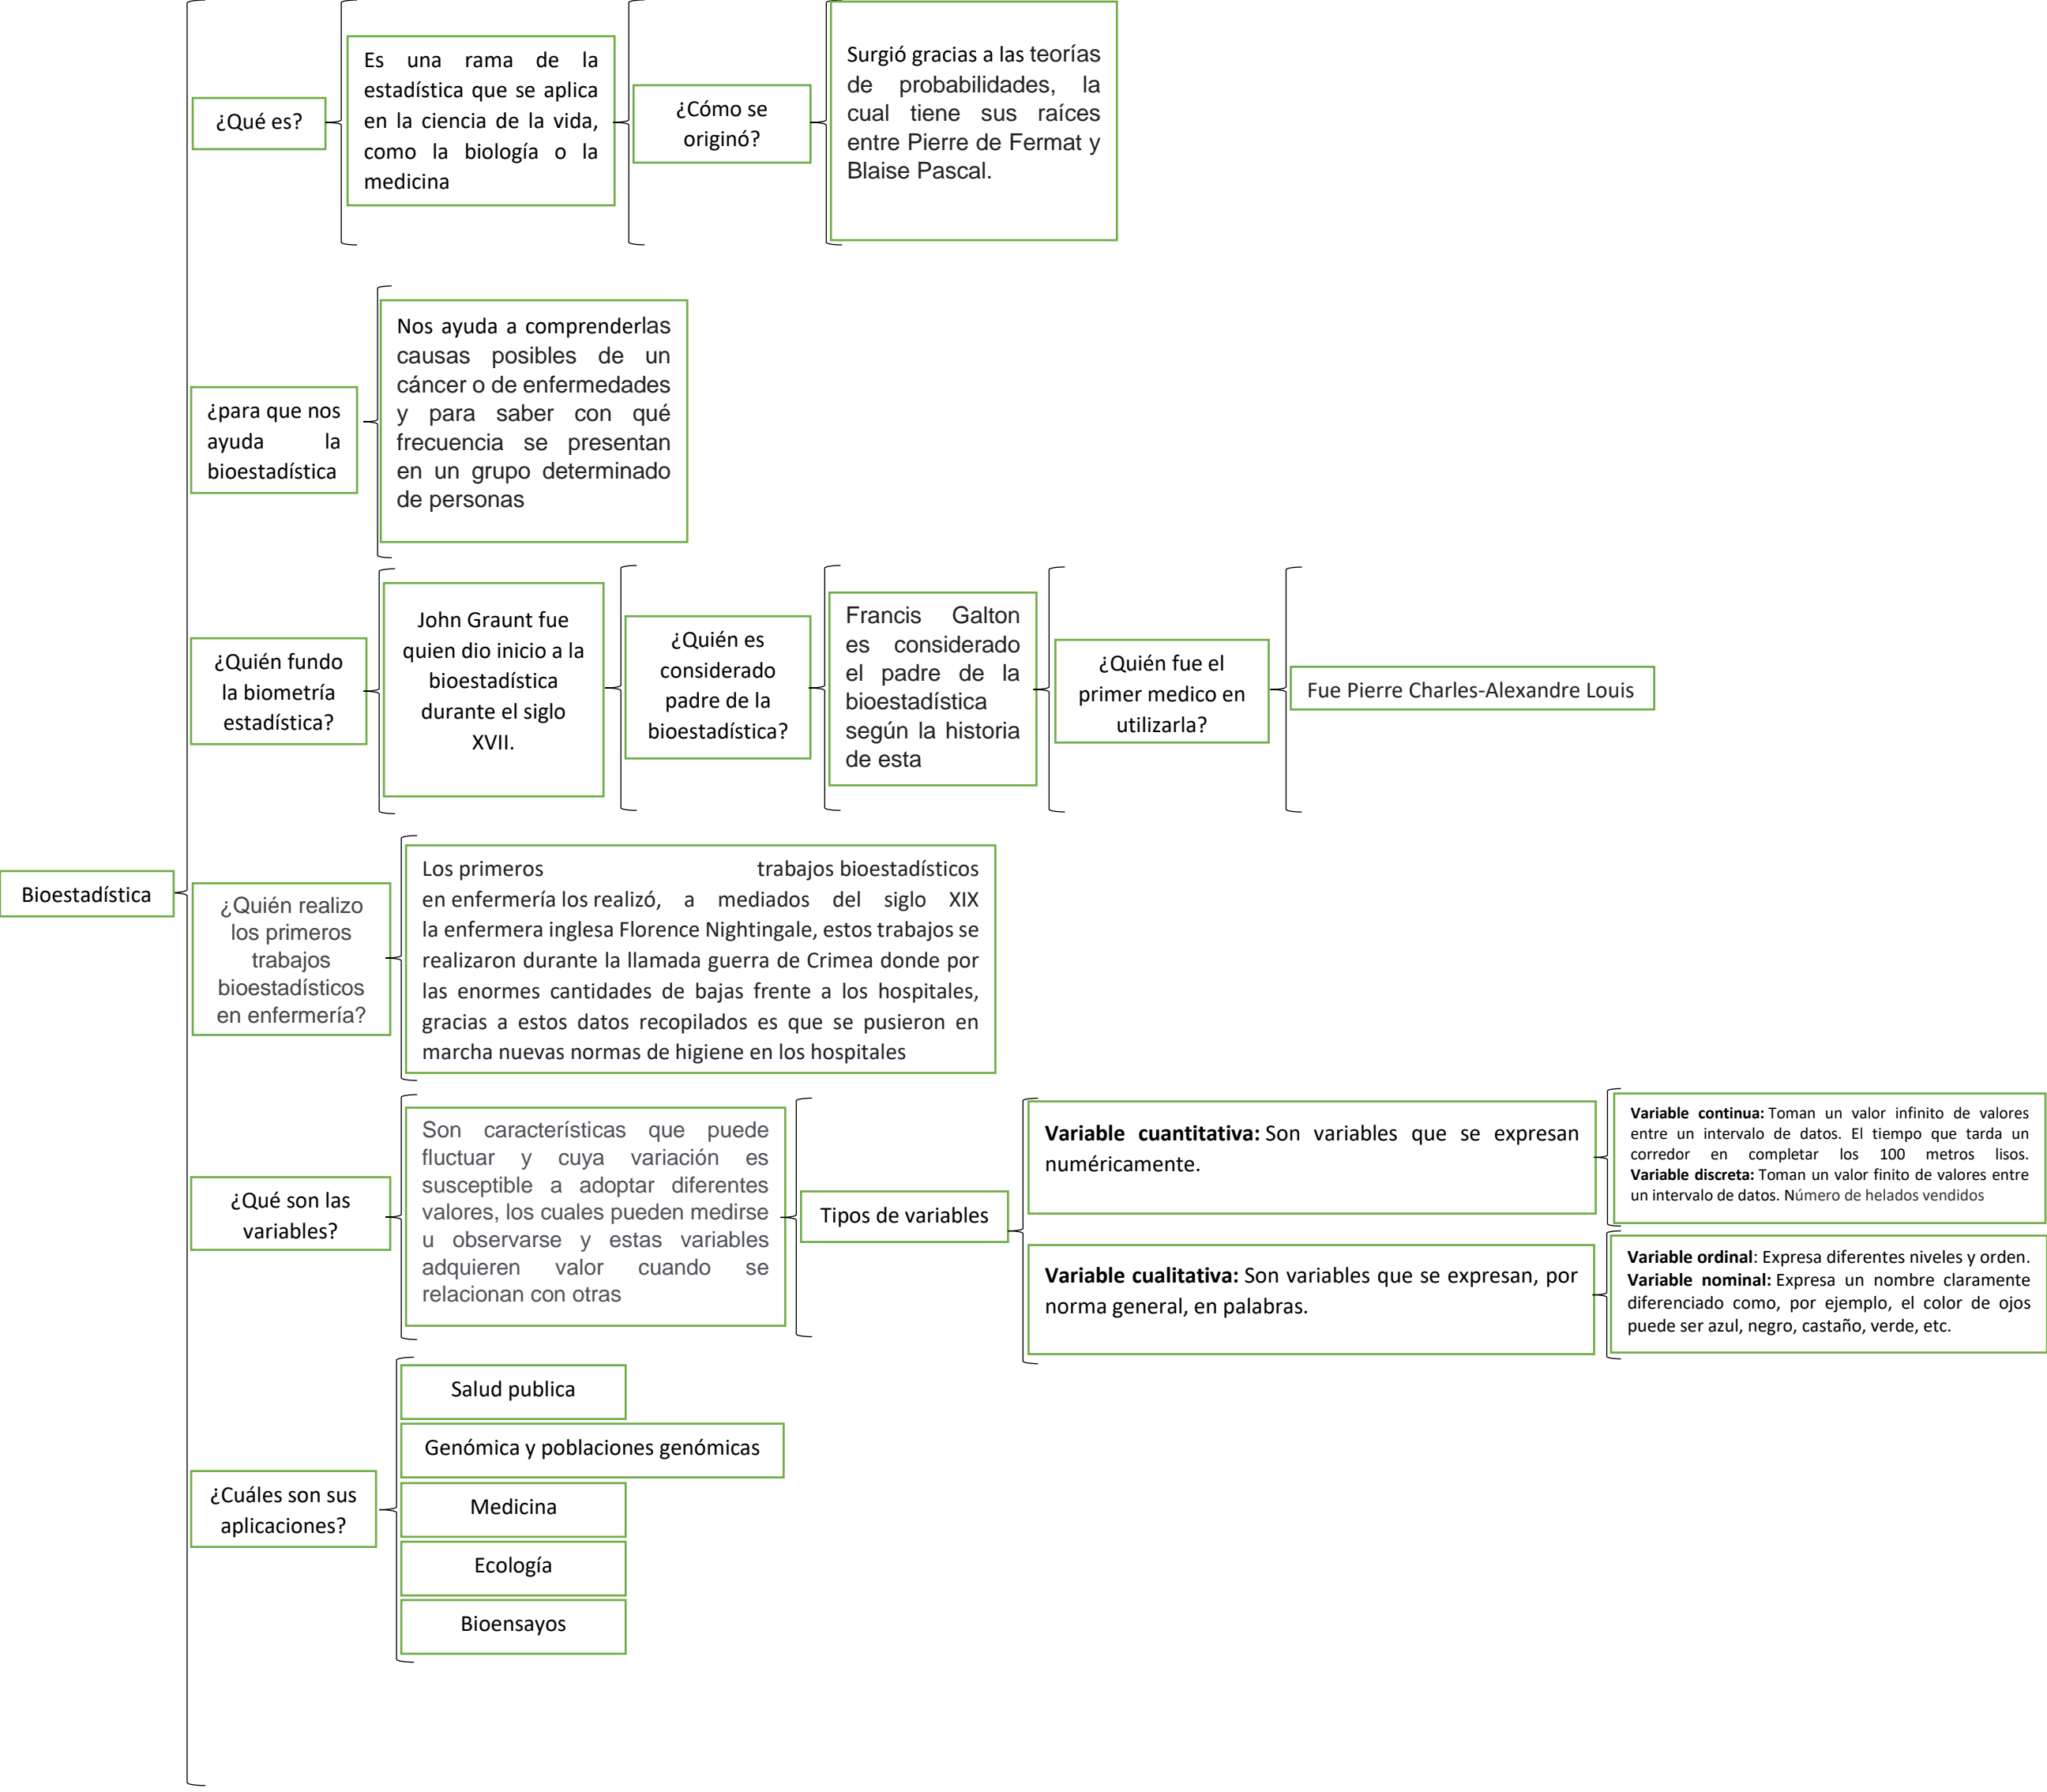 Bioestadística
¿Qué es?
Es una rama de la
estadística que se aplica
en la ciencia de la vida,
como la biología o la
medicina
¿Cómo se
originó?
Surgió gracias a las teorías
de probabilidades, la
cual tiene sus raíces
entre Pierre de Fermat y
Blaise Pascal.
¿para que nos
ayuda la
bioestadística
Nos ayuda a comprenderlas
causas posibles de un
cáncer o de enfermedades
y para saber con qué
frecuencia se presentan
en un grupo determinado
de personas
¿Quién fundo
la biometría
estadística?
John Graunt fue
quien dio inicio a la
bioestadística
durante el siglo
XVII.
¿Quién es
considerado
padre de la
bioestadística?
Francis Galton
es considerado
el padre de la
bioestadística
según la historia
de esta
¿Quién fue el
primer medico en
utilizarla?
Fue Pierre Charles-Alexandre Louis
¿Quién realizo
los primeros
trabajos
bioestadísticos
en enfermería?
Los primeros trabajos bioestadísticos
en enfermería los realizó, a mediados del siglo XIX
la enfermera inglesa Florence Nightingale, estos trabajos se
realizaron durante la llamada guerra de Crimea donde por
las enormes cantidades de bajas frente a los hospitales,
gracias a estos datos recopilados es que se pusieron en
marcha nuevas normas de higiene en los hospitales
¿Qué son las
variables?
Son características que puede
fluctuar y cuya variación es
susceptible a adoptar diferentes
valores, los cuales pueden medirse
u observarse y estas variables
adquieren valor cuando se
relacionan con otras
Tipos de variables
Variable cuantitativa: Son variables que se expresan
numéricamente.
Variable continua: Toman un valor infinito de valores
entre un intervalo de datos. El tiempo que tarda un
corredor en completar los 100 metros lisos.
Variable discreta: Toman un valor finito de valores entre
un intervalo de datos. Número de helados vendidos
Variable cualitativa: Son variables que se expresan, por
norma general, en palabras.
Variable ordinal: Expresa diferentes niveles y orden.
Variable nominal: Expresa un nombre claramente
diferenciado como, por ejemplo, el color de ojos
puede ser azul, negro, castaño, verde, etc.
¿Cuáles son sus
aplicaciones?
Salud publica
Genómica y poblaciones genómicas
Medicina
Ecología
Bioensayos